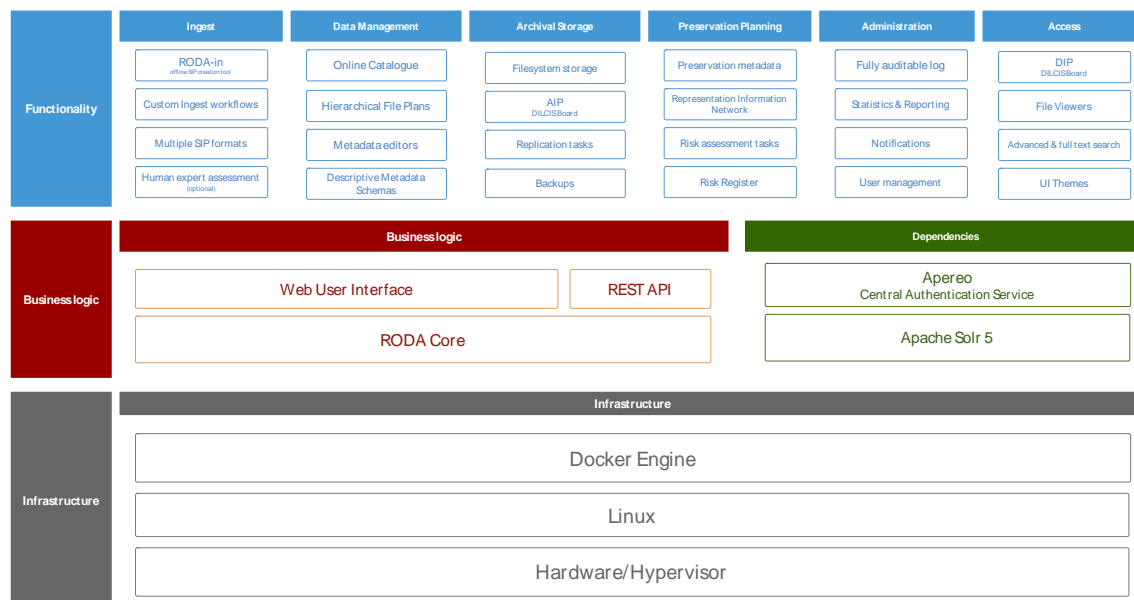 Ingest
Data Management
Archival Storage
Preservation Planning
Administration
Access
Functionality
RODA-in
offline SIP creation tool
Custom Ingest workflows
Multiple SIP formats
Human expert assessment
(optional)
Online Catalogue
Hierarchical File Plans
Metadata editors
Descriptive Metadata
Schemas
Filesystem storage
AIP
DILCIS Board
Replication tasks
Backups
Preservation metadata
Representation Information
Network
Risk assessment tasks
Risk Register
Fully auditable log
Statistics & Reporting
Notifications
User management
DIP
DILCIS Board
File Viewers
Advanced & full text search
UI Themes
Business logic
Business logic
Web User Interface
REST API
RODA Core
Dependencies
Apereo
Central Authentication Service
Apache Solr 5
Infrastructure
Infrastructure
Docker Engine
Linux
Hardware/Hypervisor